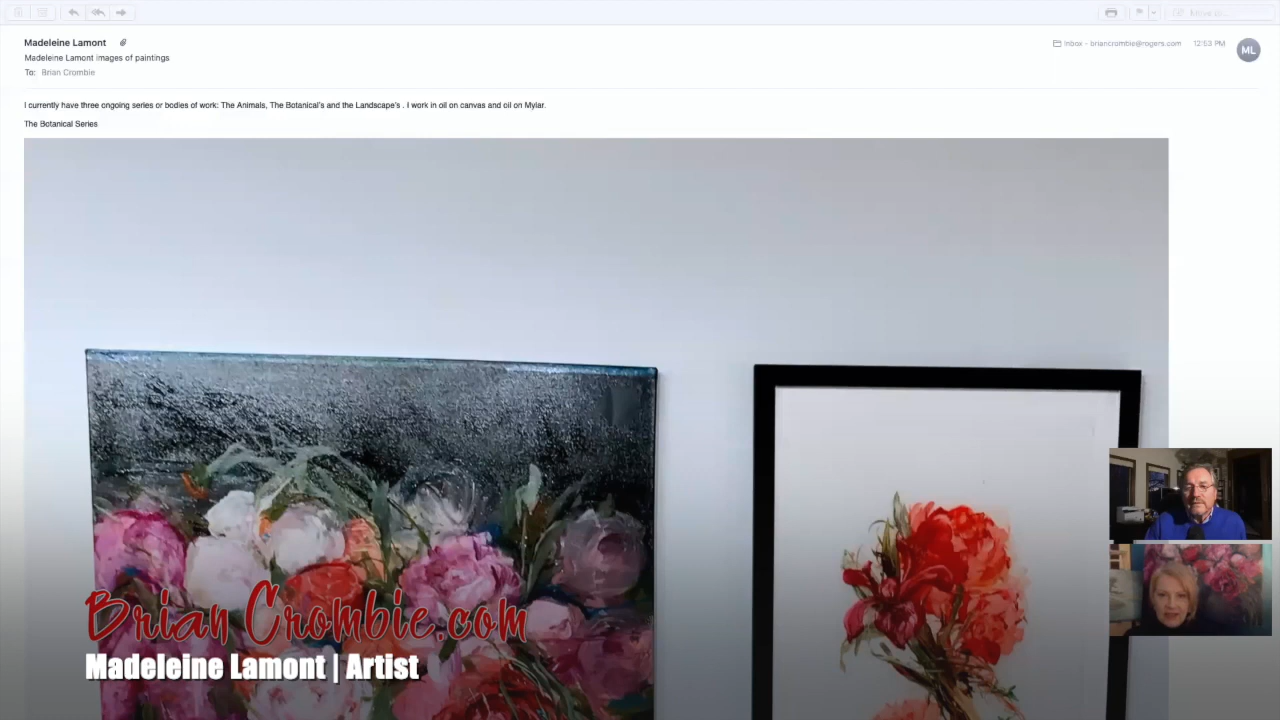 Madeleine Lamont
Inbox - briancrombie@rogers.com 12:53 PM
ML
Madeleine Lamont images of paintings
To: Brian Crombie
I currently have three ongoing series or bodies of work: The Animals, The Botanical's and the Landscape's . I work in oil on canvas and oil on Mylar.
The Botanical Series
Brian Crombie.com
Madeleine Lamont | Artist